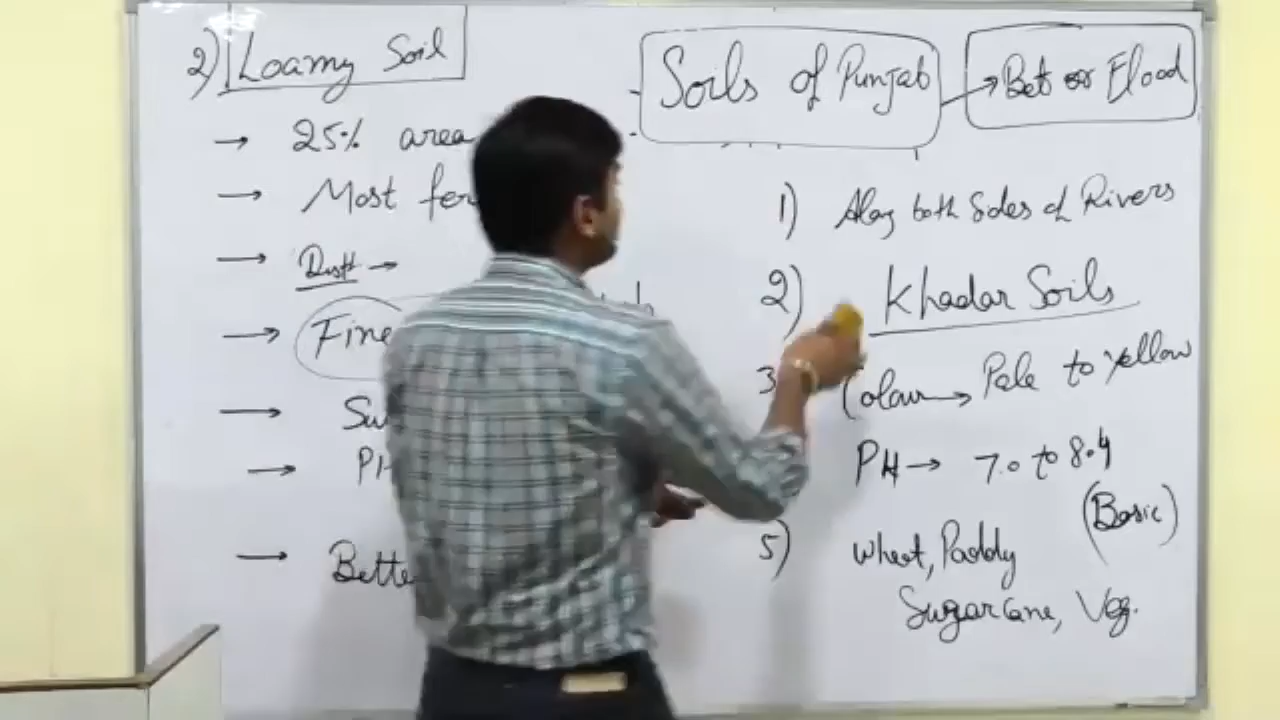 2) Loamy Soil
→ 25% area
→ Most fer
→
→ Fine
→ Su
→ PH
→ Bette
Soils of Punjab → Bet or Flood
1) Along both Sides of Rivers
2) Khadar Soils
3 Colour → Pale to yellow
PH → 7.0 to 8.4
(Basic)
5) Wheat, Paddy
Sugarcane, Veg.